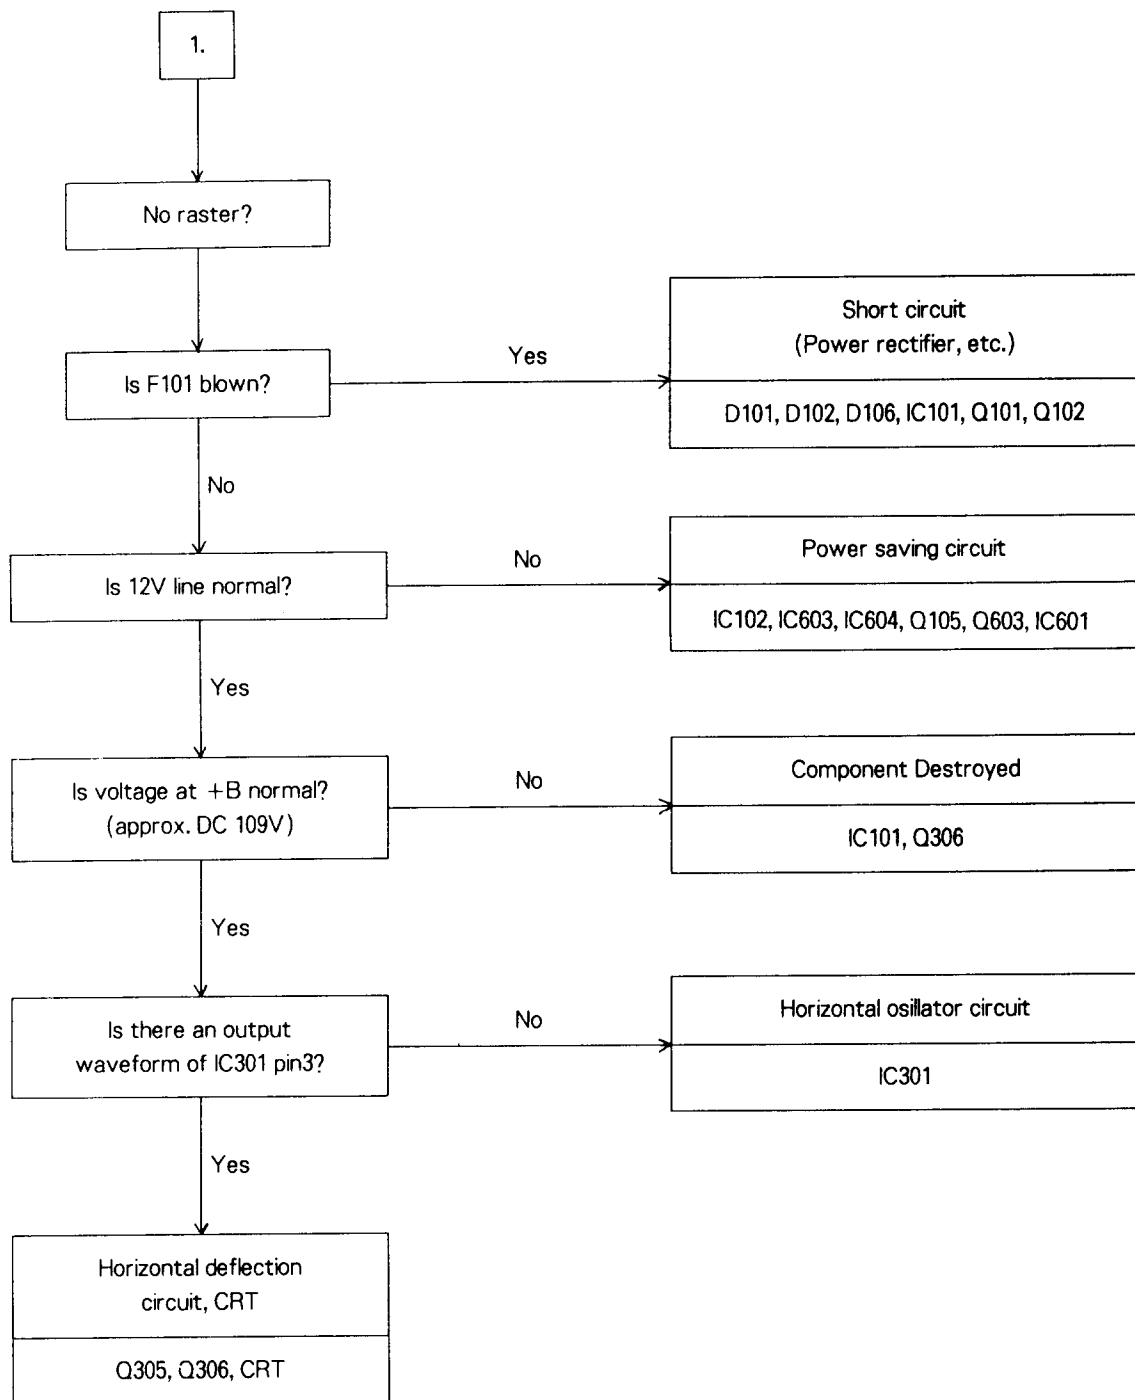 1.
No raster?
Is F101 blown?
Yes
Short circuit
(Power rectifier, etc.)
D101, D102, D106, IC101, Q101, Q102
No
Is 12V line normal?
No
Power saving circuit
IC102, IC603, IC604, Q105, Q603, IC601
Yes
Is voltage at +B normal?
(approx. DC 109V)
No
Component Destroyed
IC101, Q306
Yes
Is there an output
waveform of IC301 pin3?
No
Horizontal osillator circuit
IC301
Yes
Horizontal deflection
circuit, CRT
Q305, Q306, CRT